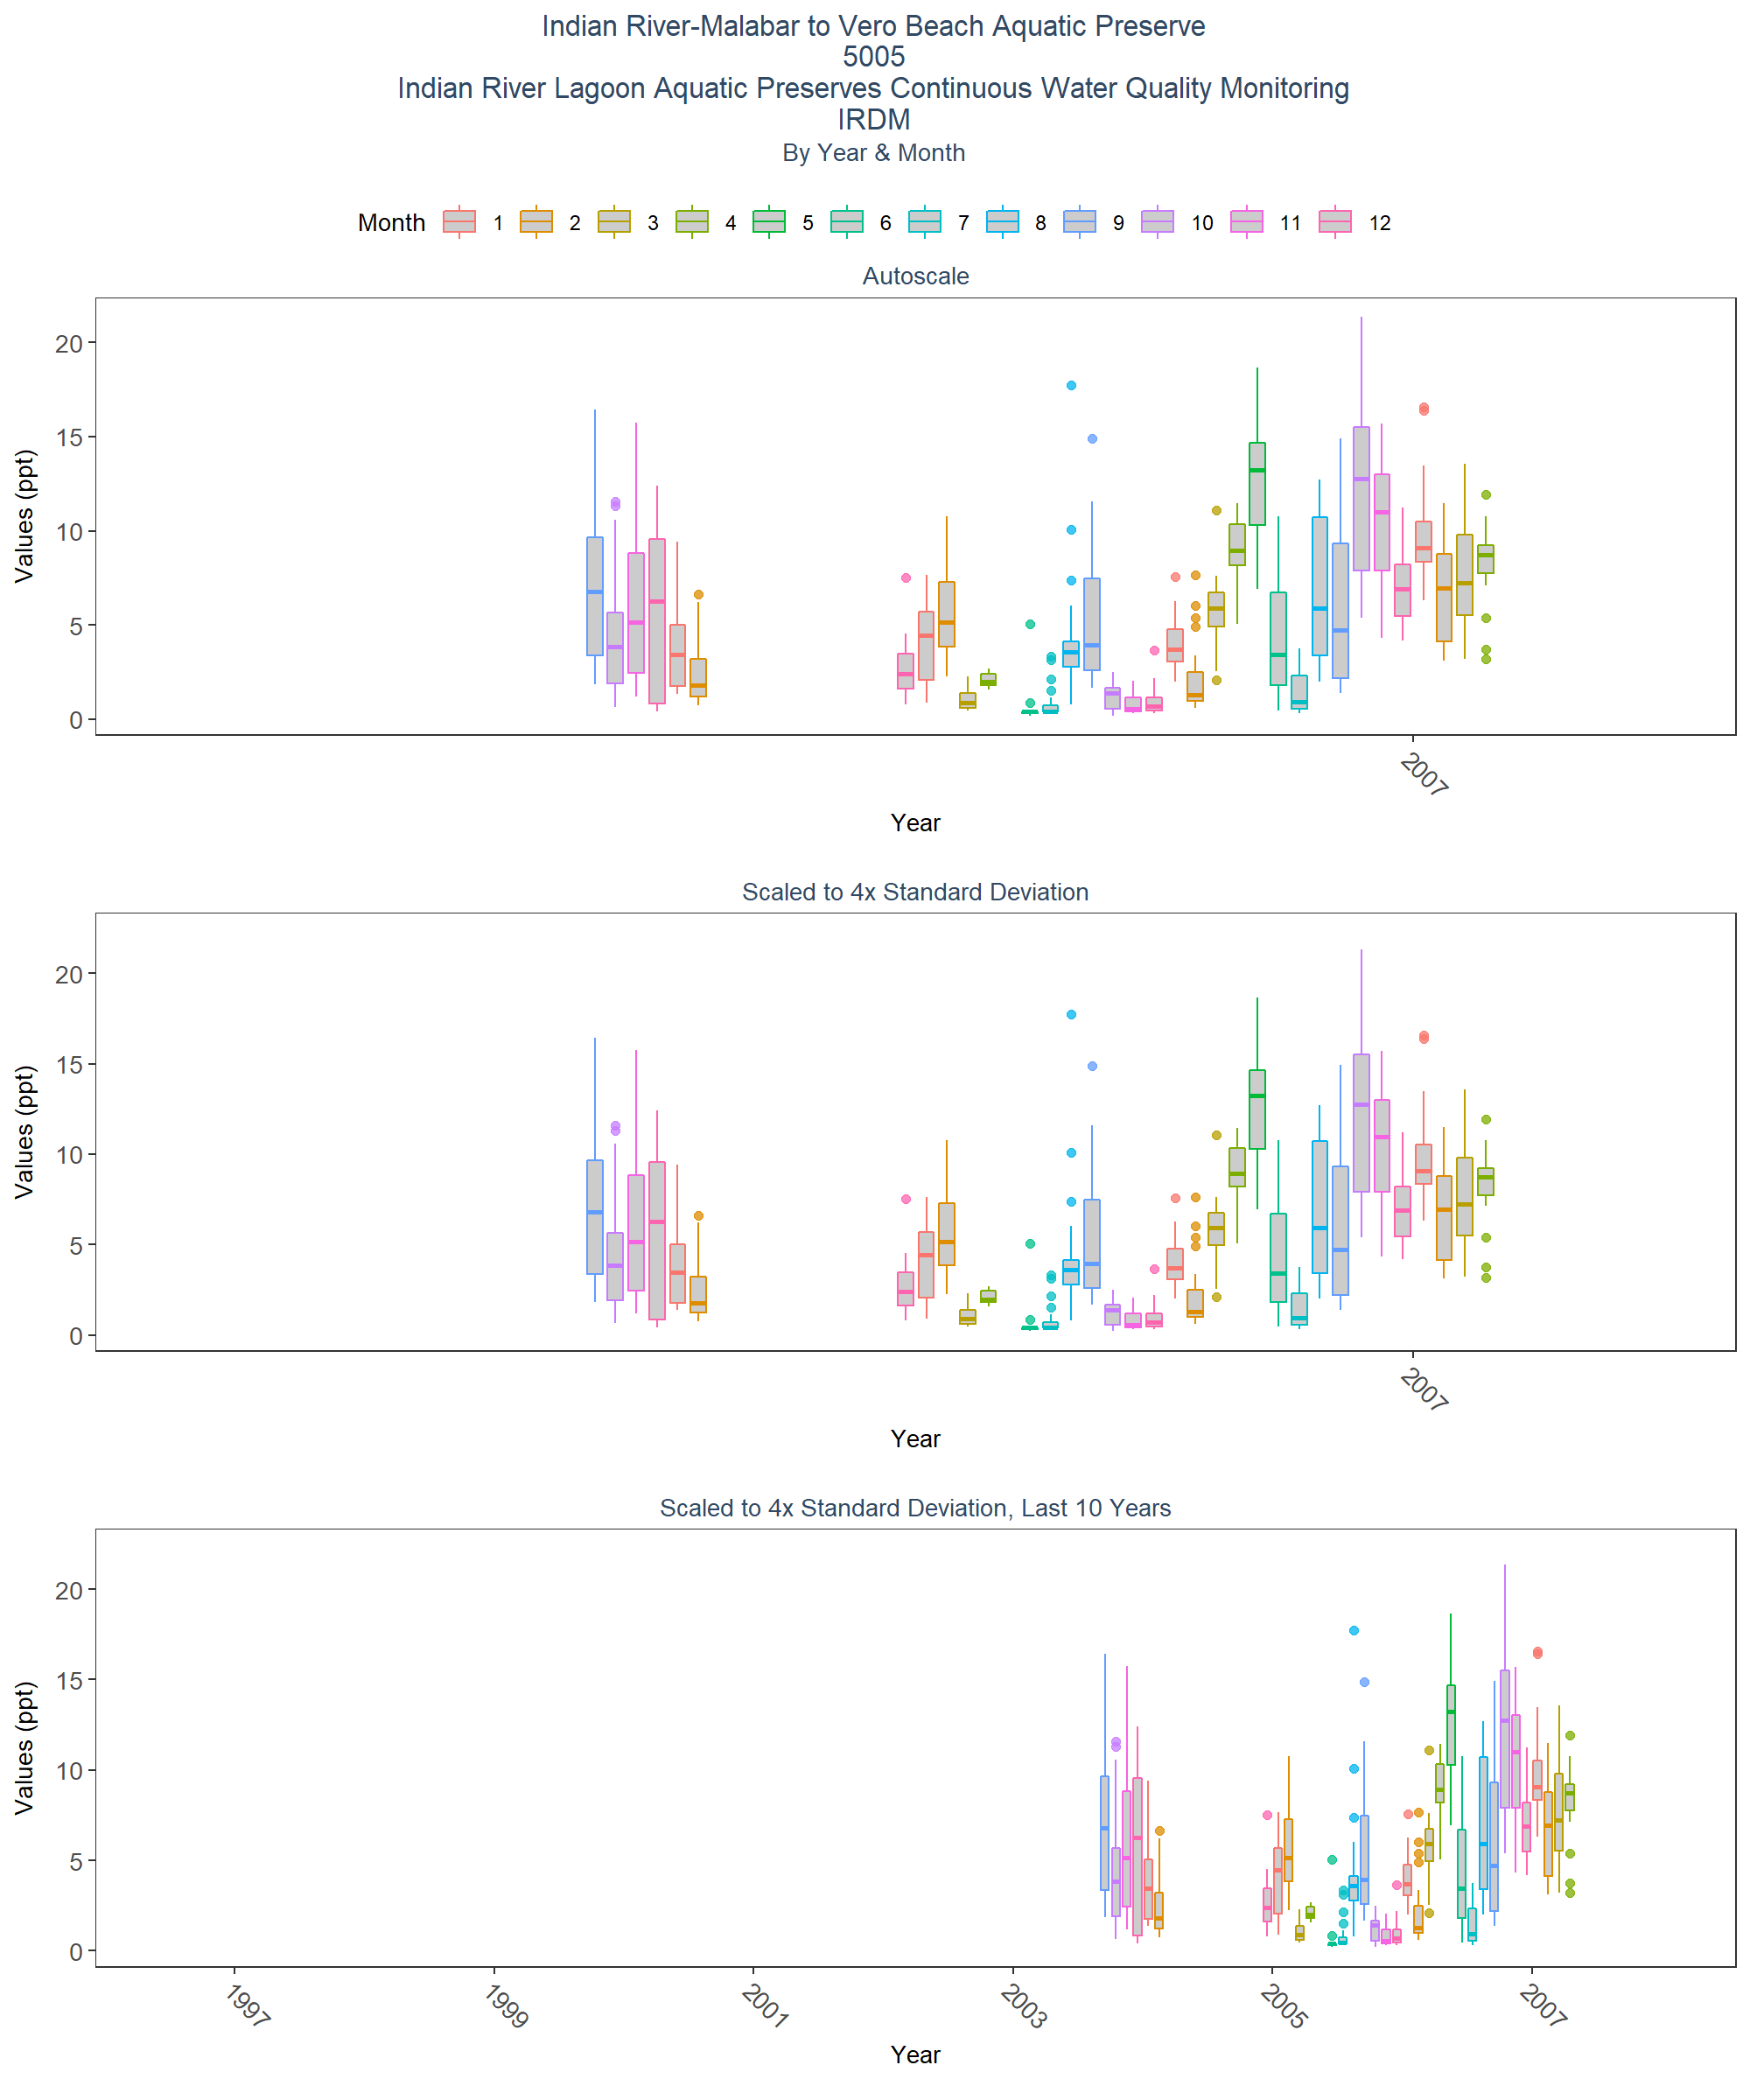 Indian River-Malabar to Vero Beach Aquatic Preserve
5005
Indian River Lagoon Aquatic Preserves Continuous Water Quality Monitoring
IRDM
By Year & Month
Month 1 2 3 4 5 6 7 8 9 10 11 12
Autoscale
Values (ppt)
20
15
10
5
0
2007
Year
Scaled to 4x Standard Deviation
Values (ppt)
20
15
10
5
0
2007
Year
Scaled to 4x Standard Deviation, Last 10 Years
Values (ppt)
20
15
10
5
0
1997 1999 2001 2003 2005 2007
Year